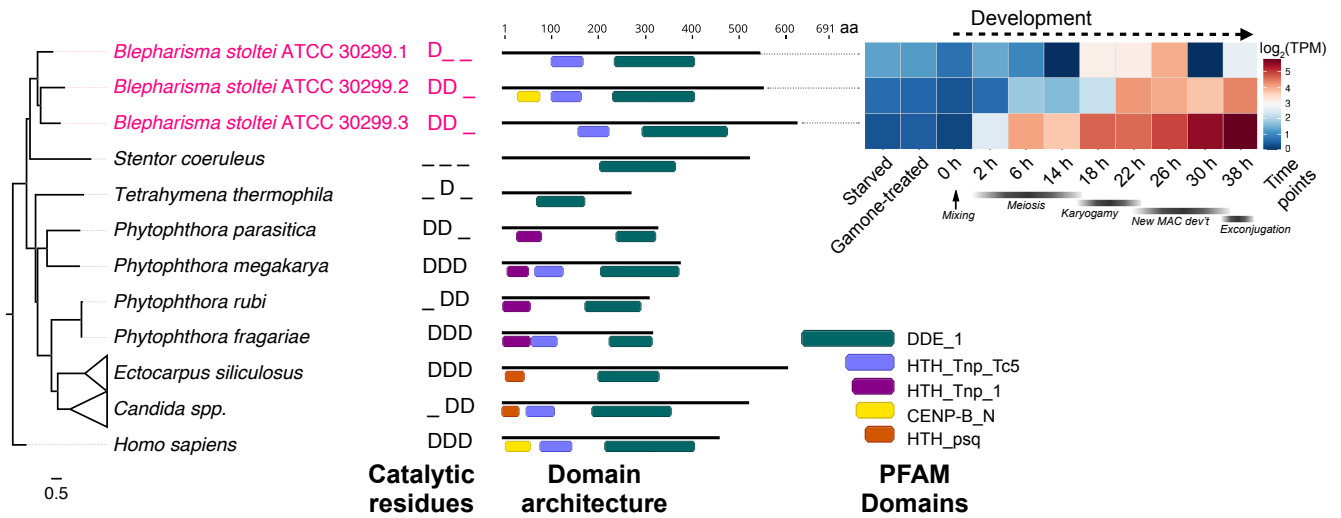 Development
1 100 200 300 400 500 600 691 aa
log2(TPM)
Blepharisma stoltei ATCC 30299.1 D_ _
5
4
Blepharisma stoltei ATCC 30299.2 DD _
3
2
1
Blepharisma stoltei ATCC 30299.3 DD _
0
Stentor coeruleus _ _ _
Starved
Gamone-treated
0 h
2 h
6 h
14 h
18 h
22 h
26 h
30 h
38 h
Time points
Mixing
Meiosis
Karyogamy
New MAC dev't
Exconjugation
Tetrahymena thermophila _ D _
Phytophthora parasitica DD _
Phytophthora megakarya DDD
Phytophthora rubi _ DD
Phytophthora fragariae DDD
DDE_1
HTH_Tnp_Tc5
Ectocarpus siliculosus DDD
HTH_Tnp_1
Candida spp. _ DD
CENP-B_N
HTH_psq
Homo sapiens DDD
0.5
Catalytic
residues
Domain
architecture
PFAM
Domains